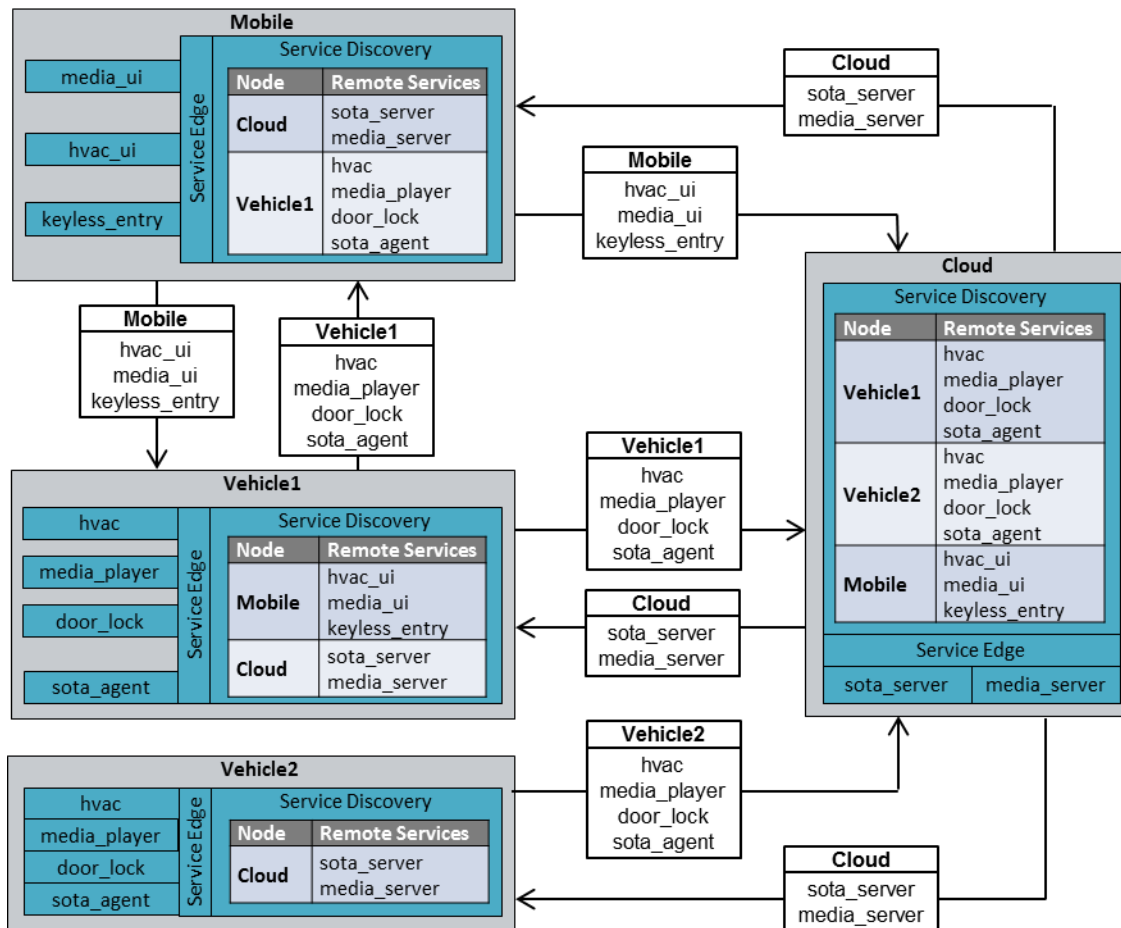 Mobile
media_ui
hvac_ui
keyless_entry
Service Edge
Service Discovery
Node Remote Services
Cloud
sota_server
media_server
Vehicle1
hvac
media_player
door_lock
sota_agent
Cloud
sota_server
media_server
Mobile
hvac_ui
media_ui
keyless_entry
Mobile
hvac_ui
media_ui
keyless_entry
Vehicle1
hvac
media_player
door_lock
sota_agent
Cloud
Service Discovery
Node Remote Services
Vehicle1
hvac
media_player
door_lock
sota_agent
Vehicle2
hvac
media_player
door_lock
sota_agent
Mobile
hvac_ui
media_ui
keyless_entry
Service Edge
sota_server media_server
Vehicle1
hvac
media_player
door_lock
sota_agent
Service Edge
Service Discovery
Node Remote Services
Mobile
hvac_ui
media_ui
keyless_entry
Cloud
sota_server
media_server
Vehicle1
hvac
media_player
door_lock
sota_agent
Cloud
sota_server
media_server
Vehicle2
hvac
media_player
door_lock
sota_agent
Service Edge
Service Discovery
Node Remote Services
Cloud
sota_server
media_server
Vehicle2
hvac
media_player
door_lock
sota_agent
Cloud
sota_server
media_server